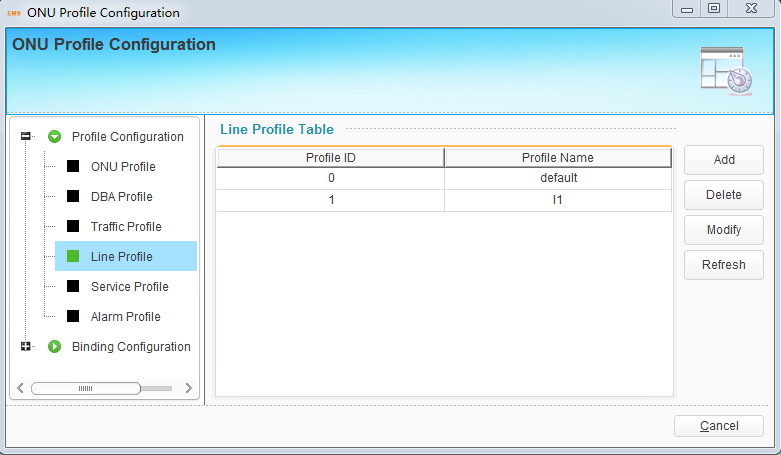 EMS ONU Profile Configuration
ONU Profile Configuration
Profile Configuration
ONU Profile
DBA Profile
Traffic Profile
Line Profile
Service Profile
Alarm Profile
Binding Configuration
Line Profile Table
Profile ID Profile Name
0 default
1 l1
Add
Delete
Modify
Refresh
Cancel